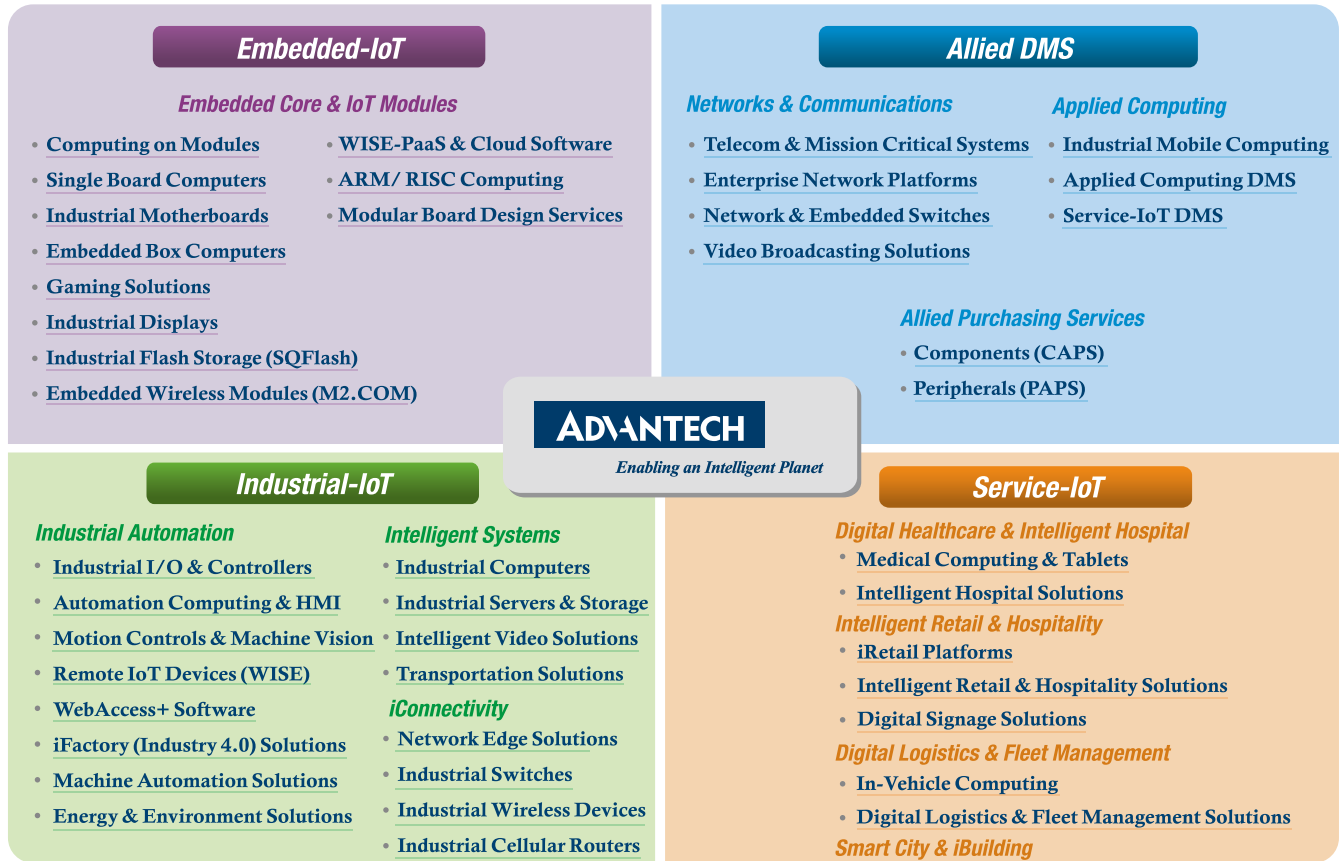 Embedded-IoT
Embedded Core & IoT Modules
• Computing on Modules
• Single Board Computers
• Industrial Motherboards
• Embedded Box Computers
• Gaming Solutions
• Industrial Displays
• Industrial Flash Storage (SQFlash)
• Embedded Wireless Modules (M2.COM)
• WISE-PaaS & Cloud Software
• ARM/ RISC Computing
• Modular Board Design Services
Allied DMS
Networks & Communications
• Telecom & Mission Critical Systems
• Enterprise Network Platforms
• Network & Embedded Switches
• Video Broadcasting Solutions
Applied Computing
• Industrial Mobile Computing
• Applied Computing DMS
• Service-IoT DMS
Allied Purchasing Services
• Components (CAPS)
• Peripherals (PAPS)
ADVANTECH
Enabling an Intelligent Planet
Industrial-IoT
Industrial Automation
• Industrial I/O & Controllers
• Automation Computing & HMI
• Motion Controls & Machine Vision
• Remote IoT Devices (WISE)
• WebAccess+ Software
• iFactory (Industry 4.0) Solutions
• Machine Automation Solutions
• Energy & Environment Solutions
Intelligent Systems
• Industrial Computers
• Industrial Servers & Storage
• Intelligent Video Solutions
• Transportation Solutions
iConnectivity
• Network Edge Solutions
• Industrial Switches
• Industrial Wireless Devices
• Industrial Cellular Routers
Service-IoT
Digital Healthcare & Intelligent Hospital
• Medical Computing & Tablets
• Intelligent Hospital Solutions
Intelligent Retail & Hospitality
• iRetail Platforms
• Intelligent Retail & Hospitality Solutions
• Digital Signage Solutions
Digital Logistics & Fleet Management
• In-Vehicle Computing
• Digital Logistics & Fleet Management Solutions
Smart City & iBuilding